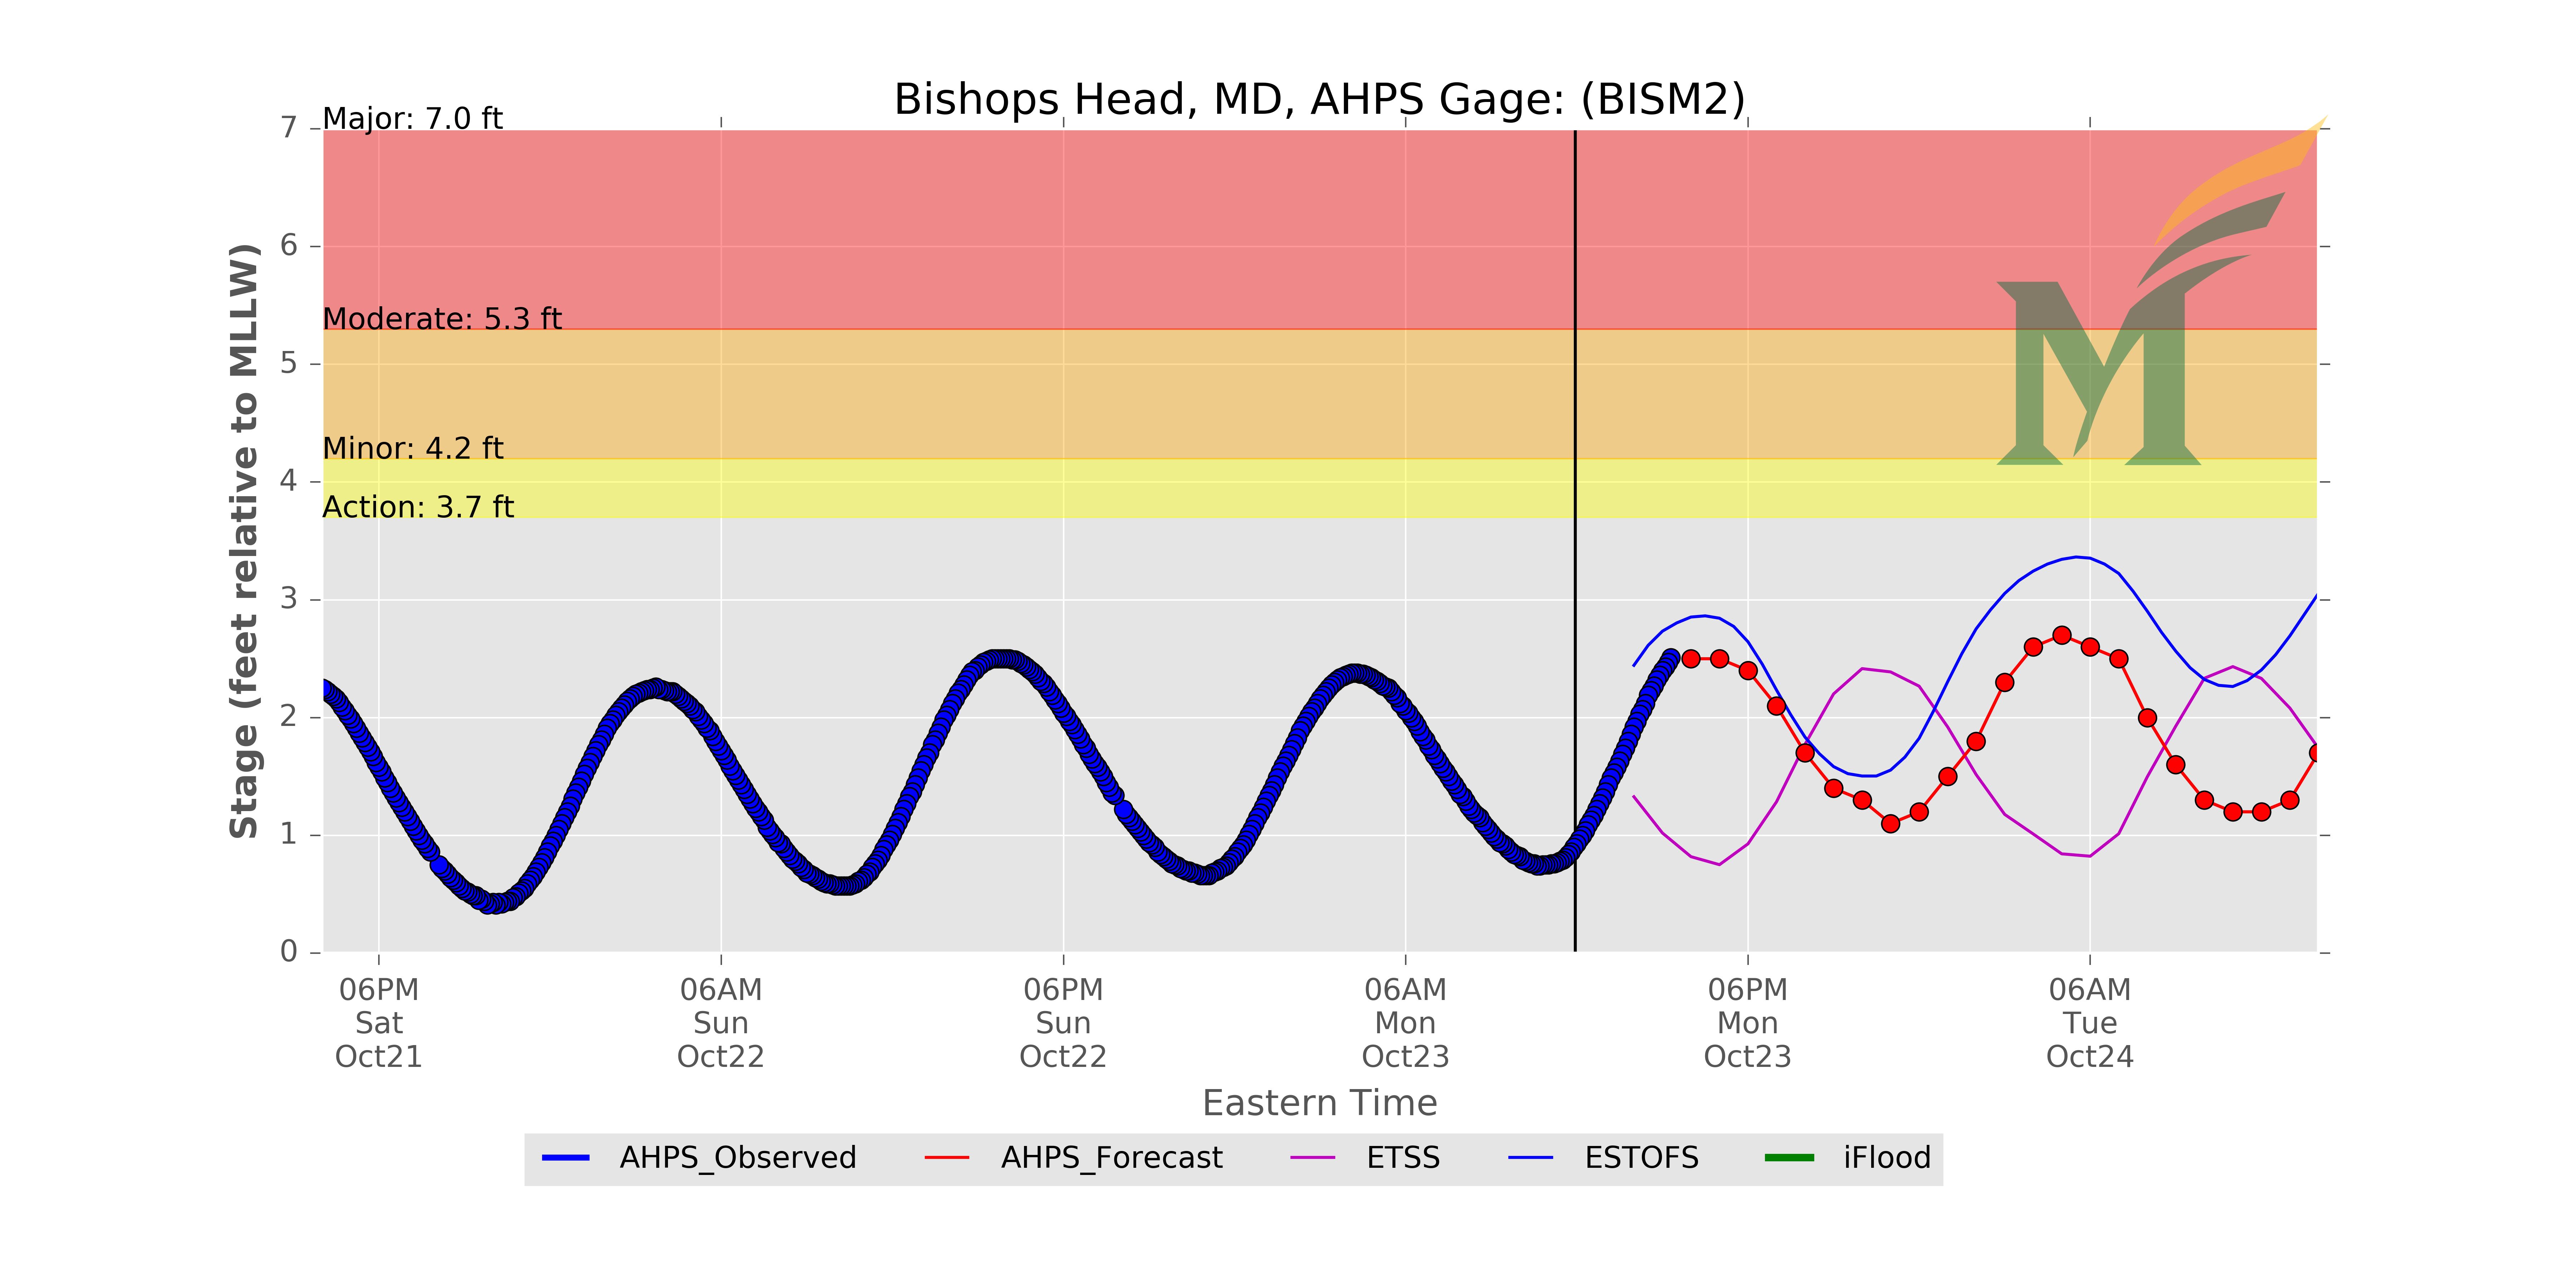 Bishops Head, MD, AHPS Gage: (BISM2)
Major: 7.0 ft
Moderate: 5.3 ft
Minor: 4.2 ft
Action: 3.7 ft
Stage (feet relative to MLLW)
7
6
5
4
3
2
1
0
06PM Sat Oct21
06AM Sun Oct22
06PM Sun Oct22
06AM Mon Oct23
06PM Mon Oct23
06AM Tue Oct24
Eastern Time
AHPS_Observed AHPS_Forecast ETSS ESTOFS iFlood
M